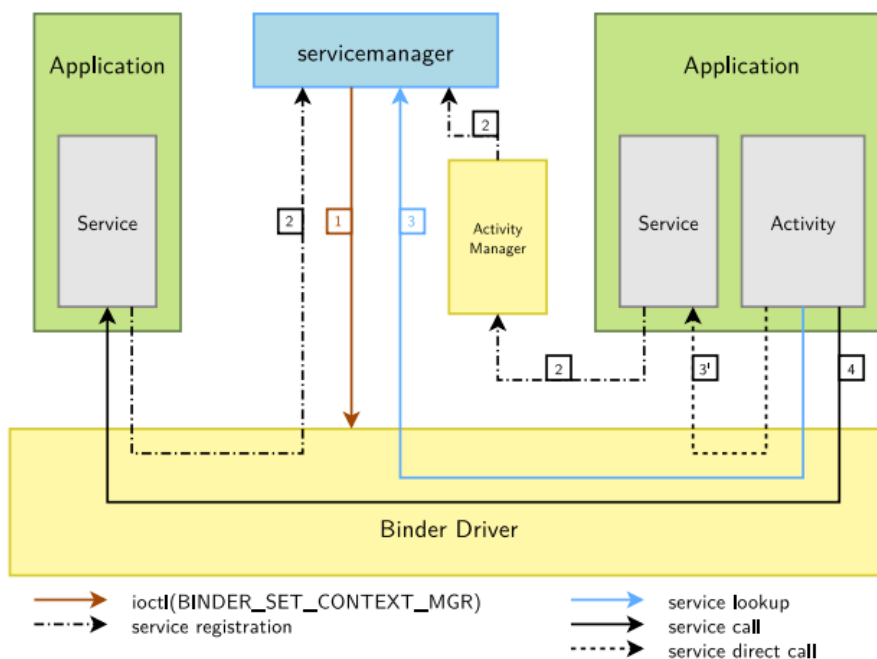 Application
servicemanager
Application
2
Service
2
1
3
Activity
Manager
Service
Activity
2
3'
4
Binder Driver
ioctl(BINDER_SET_CONTEXT_MGR)
service registration
service lookup
service call
service direct call